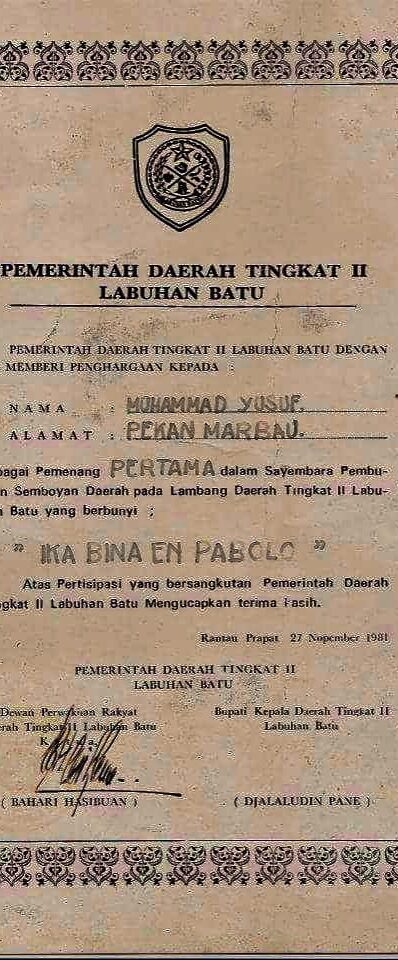 PEMERINTAH DAERAH TINGKAT II
LABUHAN BATU
PEMERINTAH DAERAH TINGKAT II LABUHAN BATU DENGAN
MEMBERI PENGHARGAAN KEPADA :
NAMA : MUHAMMAD YUSUF.
ALAMAT : PEKAN MARBAU.
bagai Pemenang PERTAMA dalam Sayembara Pembu-
n Semboyan Daerah pada Lambang Daerah Tingkat II Labu-
n Batu yang berbunyi ;
" IKA BINA EN PABOLO "
Atas Pertisipasi yang bersangkutan Pemerintah Daerah
ngkat II Labuhan Batu Mengucapkan terima Fasih.
Rantau Prapat 27 Nopember 1981
PEMERINTAH DAERAH TINGKAT II
LABUHAN BATU
Dewan Perwakilan Rakyat
erah Tingkat II Labuhan Batu
Bupati Kepala Daerah Tingkat II
Labuhan Batu
( BAHARI HASIBUAN )
( DJALALUDIN PANE )